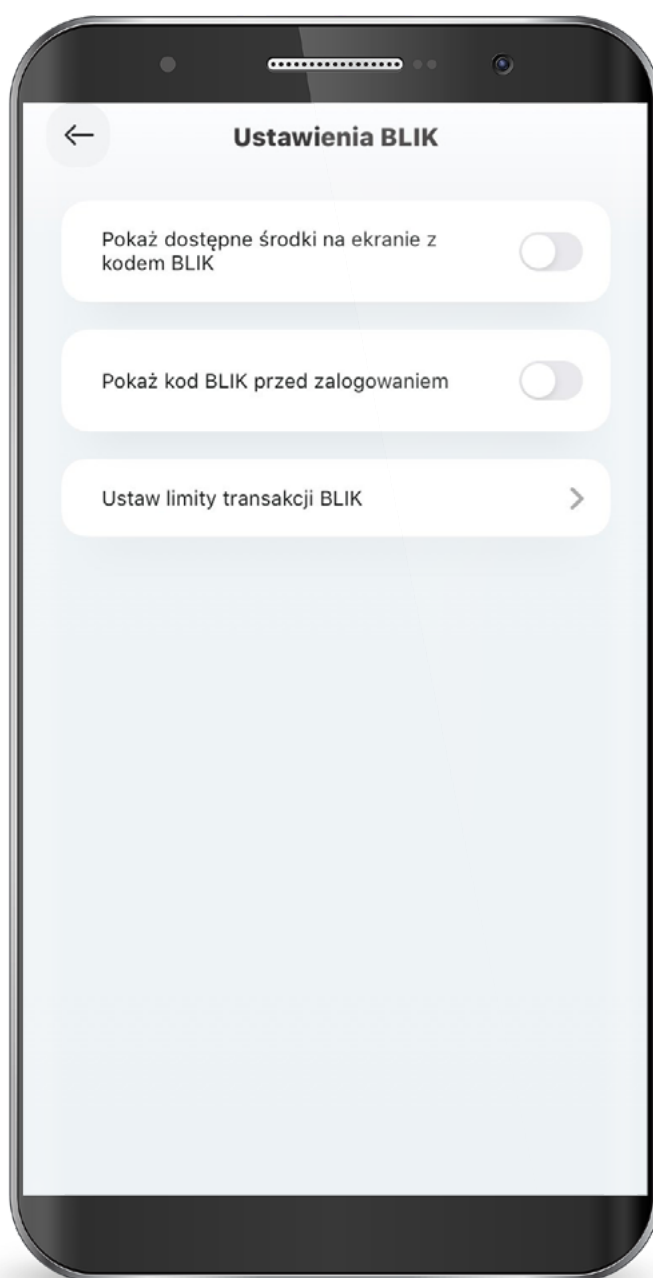 Ustawienia BLIK
Pokaż dostępne środki na ekranie z
kodem BLIK
Pokaż kod BLIK przed zalogowaniem
Ustaw limity transakcji BLIK